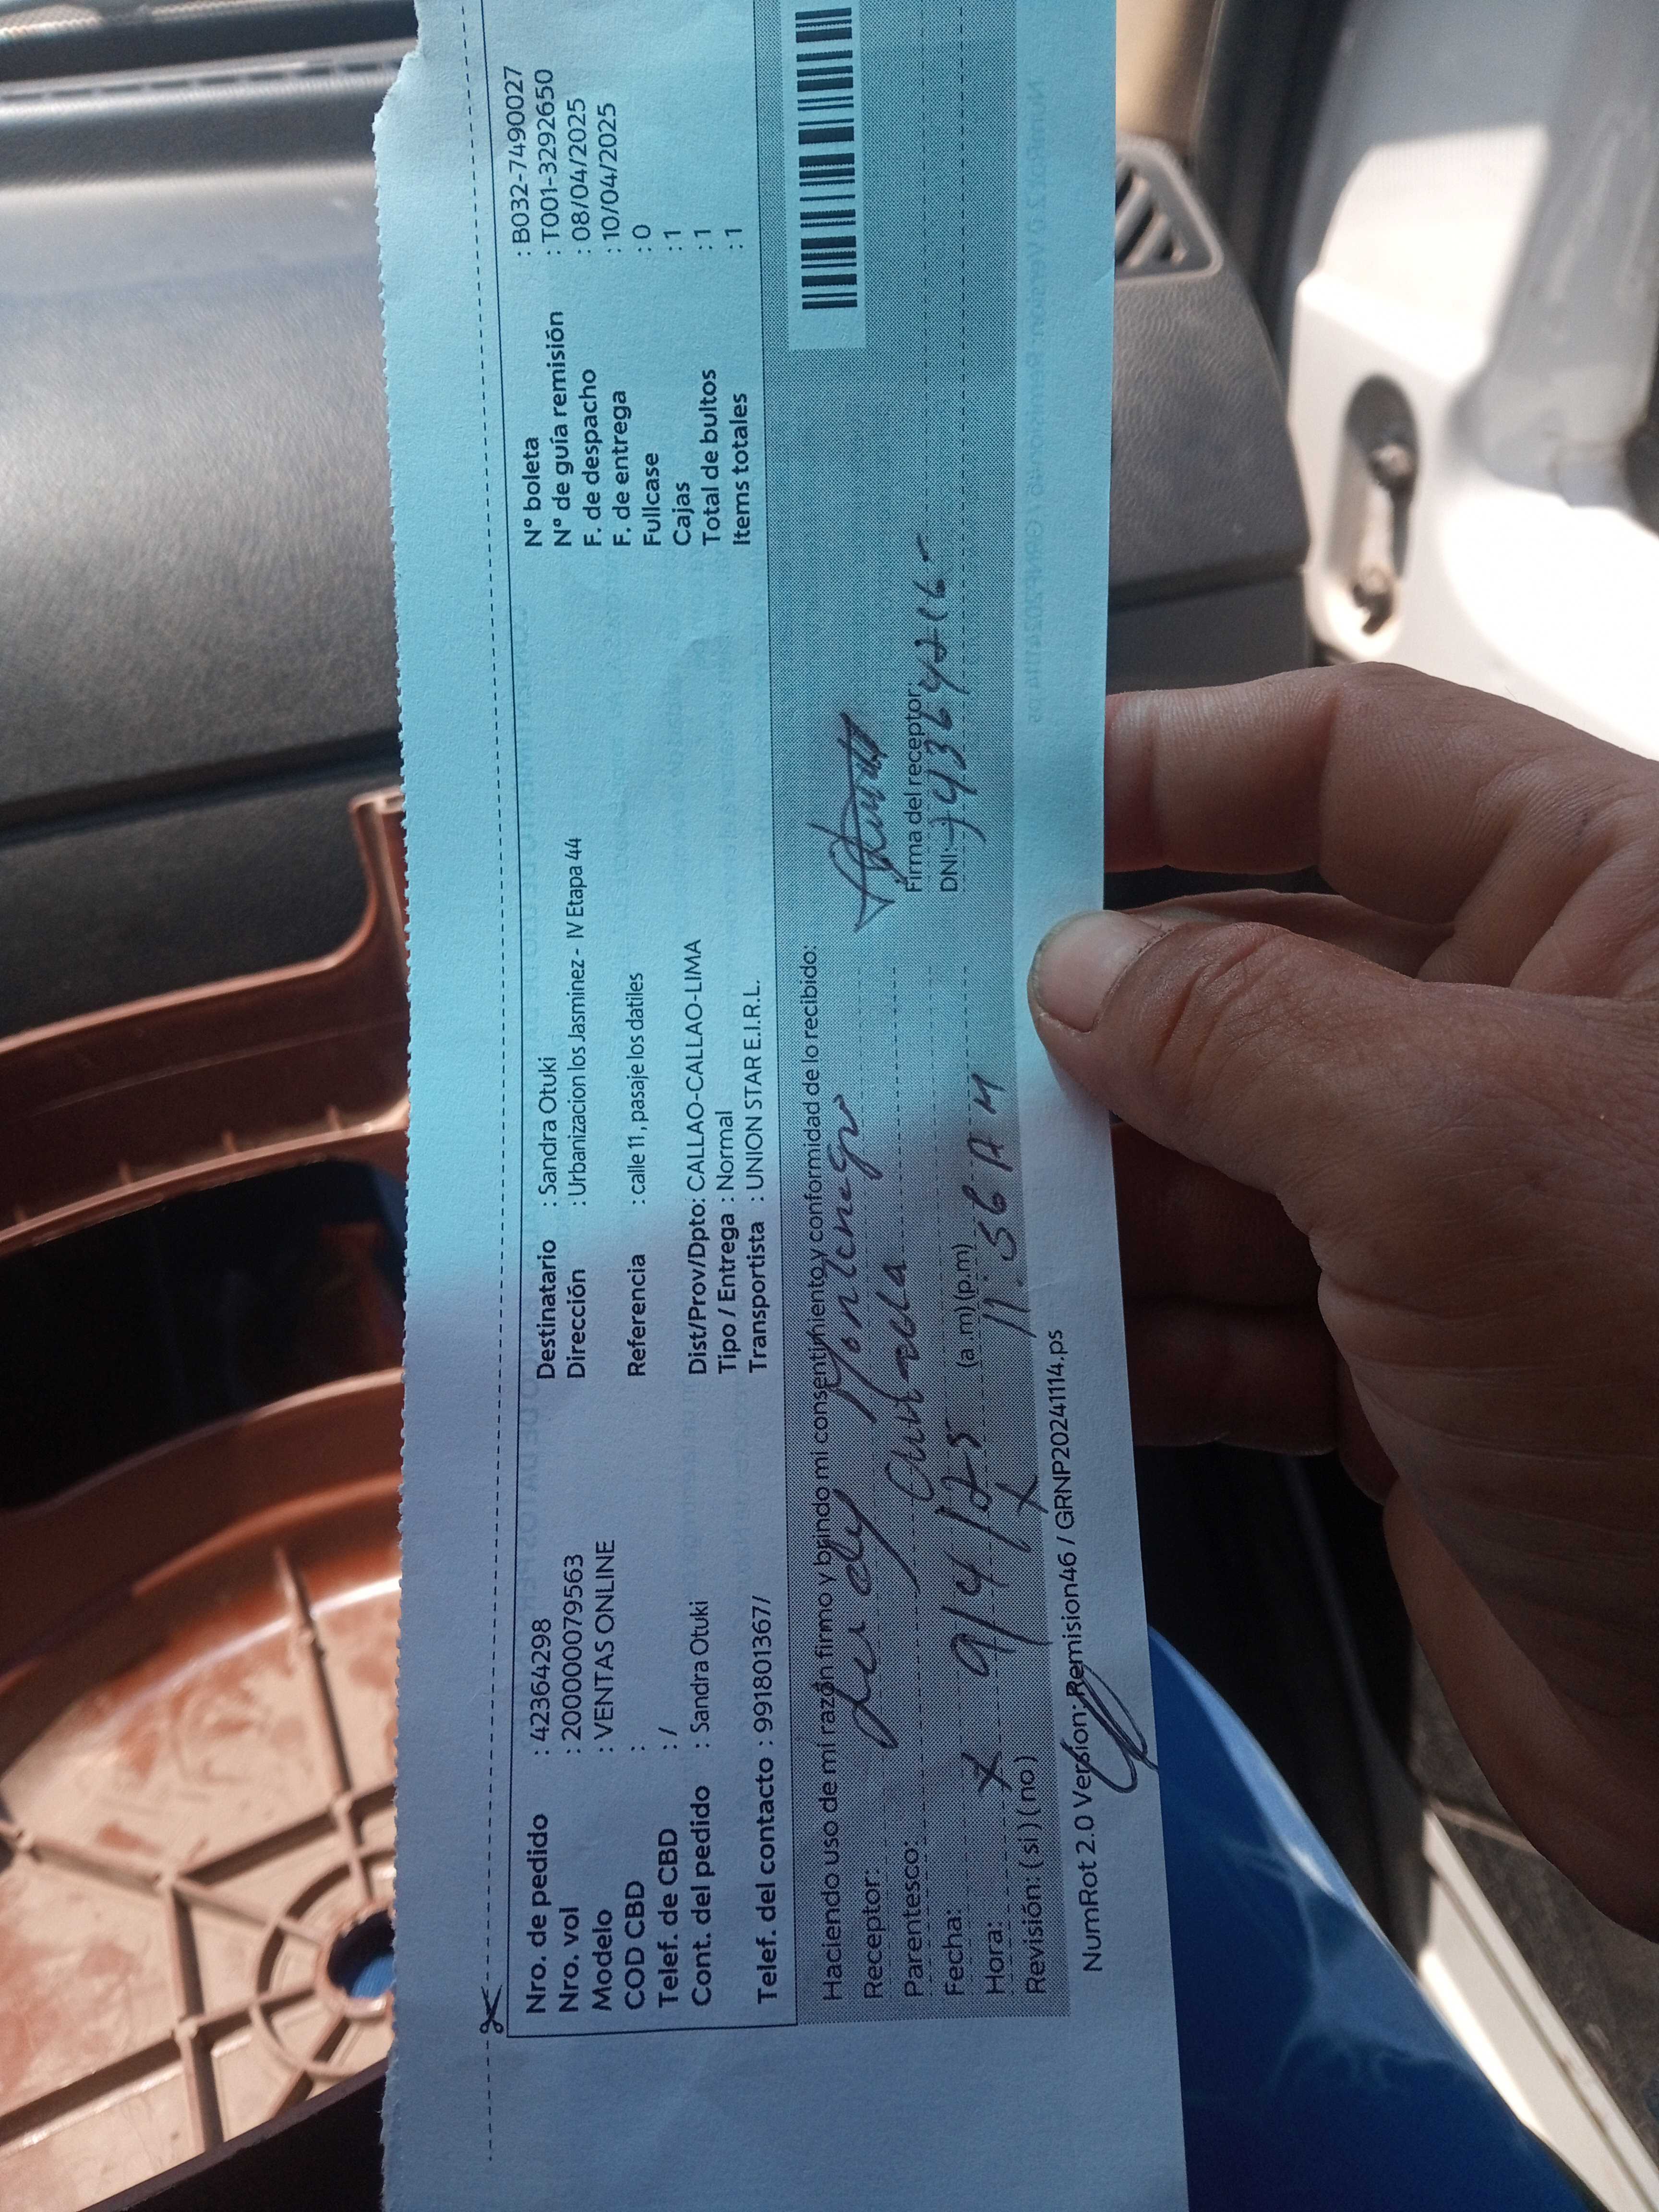 Nro. de pedido : 42364298
Nro. vol : 200000079563
Modelo : VENTAS ONLINE
COD CBD :
Telef. de CBD : /
Cont. del pedido : Sandra Otuki
Telef. del contacto : 991801367/
Destinatario : Sandra Otuki
Dirección : Urbanizacion los Jasminez - IV Etapa 44
Referencia : calle 11, pasaje los datiles
Dist/Prov/Dpto: CALLAO-CALLAO-LIMA
Tipo / Entrega : Normal
Transportista : UNION STAR E.I.R.L.
N° boleta : B032-7490027
N° de guía remisión : T001-3292650
F. de despacho : 08/04/2025
F. de entrega : 10/04/2025
Fullcase : 0
Cajas : 1
Total de bultos : 1
Items totales : 1
Haciendo uso de mi razón firmo y brindo mi consentimiento y conformidad de lo recibido:
Receptor: Leidy Montenegro
Parentesco:
Fecha: 9/4/25
Hora: (a .m) (p.m) 11:56 AM
Revisión: ( si ) ( no )
Firma del receptor
DNI:
NumRot 2.0 Version: Remision46 / GRNP20241114.ps